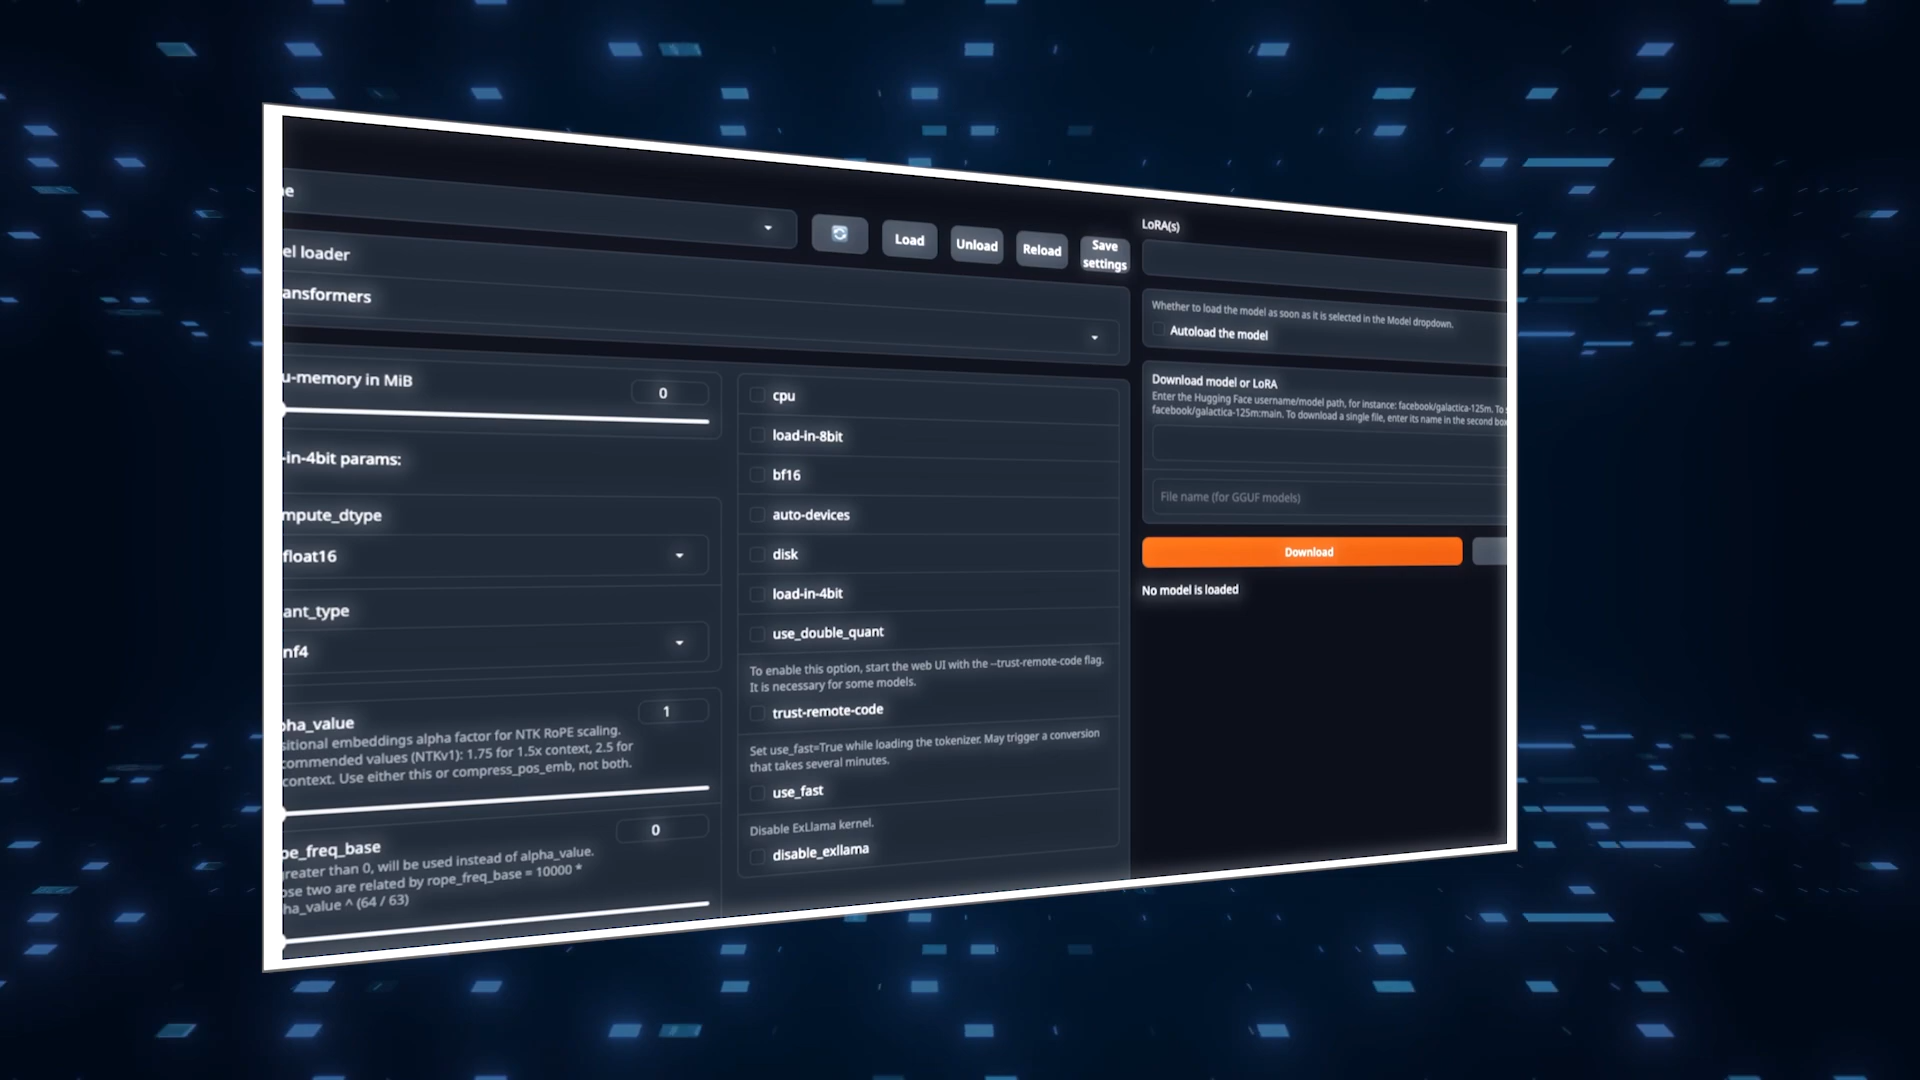 e
Load
Unload
Reload
Save
settings
el loader
ansformers
u-memory in MiB
0
-in-4bit params:
mpute_dtype
float16
ant_type
nf4
pha_value
1
sitional embeddings alpha factor for NTK RoPE scaling.
commended values (NTKv1): 1.75 for 1.5x context, 2.5 for
context. Use either this or compress_pos_emb, not both.
pe_freq_base
0
greater than 0, will be used instead of alpha_value.
ose two are related by rope_freq_base = 10000 *
ha_value ^ (64 / 63)
cpu
load-in-8bit
bf16
auto-devices
disk
load-in-4bit
use_double_quant
To enable this option, start the web UI with the --trust-remote-code flag.
It is necessary for some models.
trust-remote-code
Set use_fast=True while loading the tokenizer. May trigger a conversion
that takes several minutes.
use_fast
Disable ExLlama kernel.
disable_exllama
LoRA(s)
Whether to load the model as soon as it is selected in the Model dropdown.
Autoload the model
Download model or LoRA
Enter the Hugging Face username/model path, for instance: facebook/galactica-125m. To s
facebook/galactica-125m:main. To download a single file, enter its name in the second box
File name (for GGUF models)
Download
No model is loaded